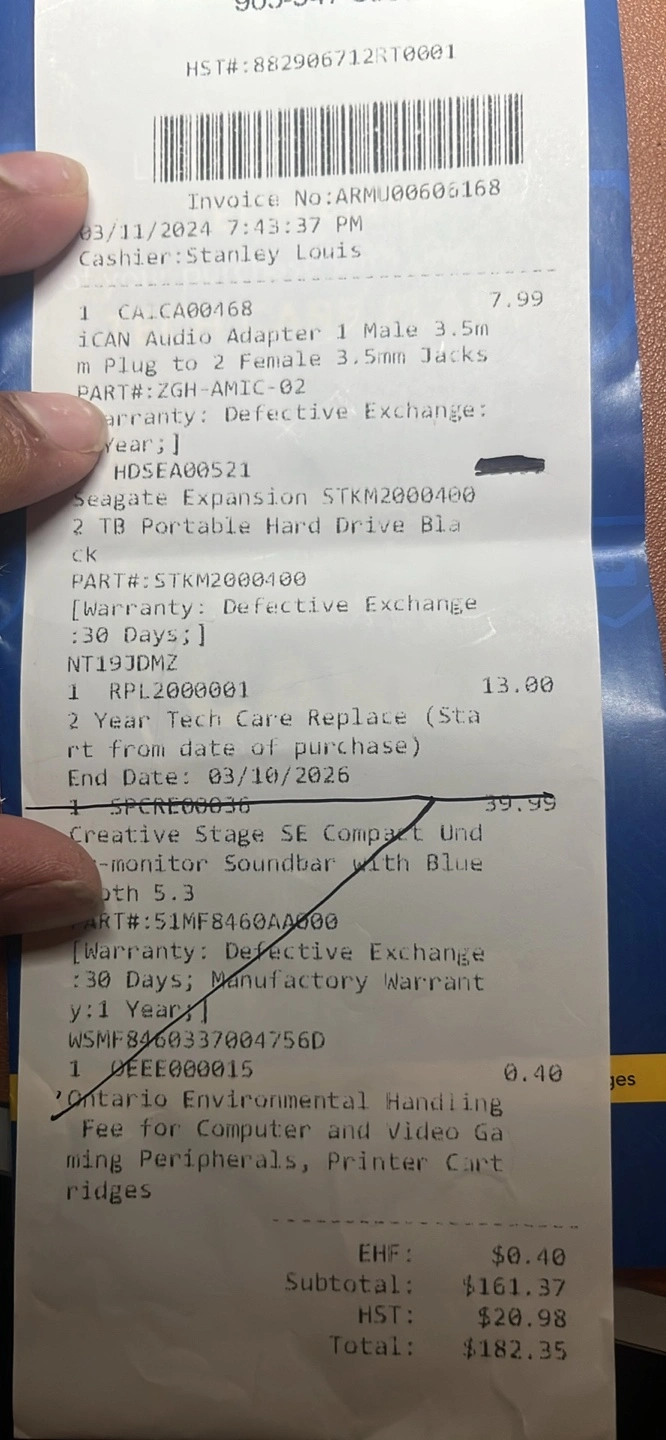 HST#:882906712RT0001
Invoice No:ARMU00606168
03/11/2024 7:43:37 PM
Cashier:Stanley Louis
1 CALCA00468 7.99
iCAN Audio Adapter 1 Male 3.5m
m Plug to 2 Female 3.5mm Jacks
PART#:ZGH-AMIC-02
arranty: Defective Exchange:
Year;]
HDSEA00521
Seagate Expansion STKM2000400
2 TB Portable Hard Drive Bla
ck
PART#:STKM2000400
[Warranty: Defective Exchange
:30 Days;]
NT19JDMZ
1 RPL2000001 13.00
2 Year Tech Care Replace (Sta
rt from date of purchase)
End Date: 03/10/2026
1 SPCRE00036 39.99
Creative Stage SE Compact Und
-monitor Soundbar with Blue
oth 5.3
PART#:51MF8460AA000
[Warranty: Defective Exchange
:30 Days; Manufactory Warrant
y:1 Year;]
WSMF8460337004756D
1 OEEE000015 0.40
Ontario Environmental Handling
Fee for Computer and Video Ga
ming Peripherals, Printer Cart
ridges
EHF: $0.40
Subtotal: $161.37
HST: $20.98
Total: $182.35
ges